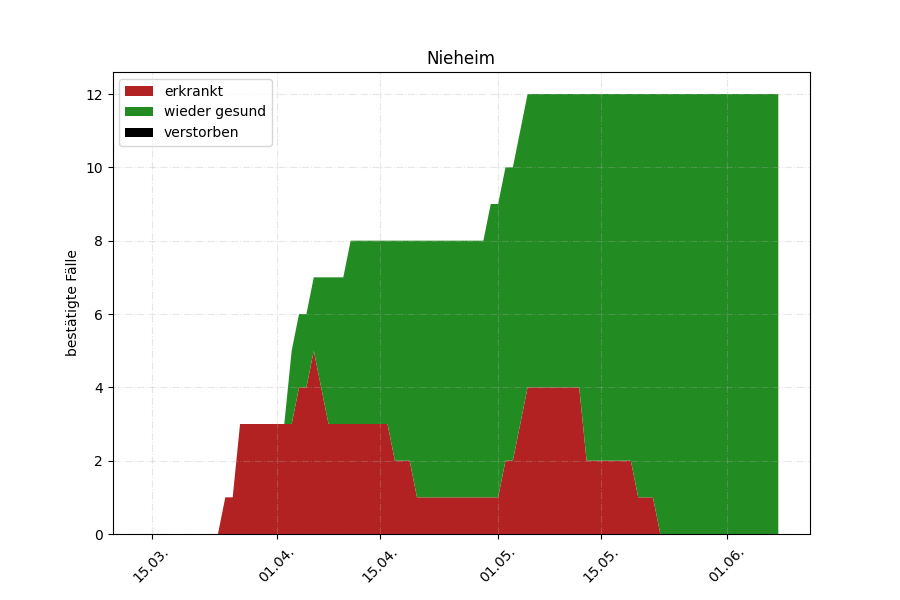 Nieheim
erkrankt
wieder gesund
verstorben
bestätigte Fälle
12
10
8
6
4
2
0
15.03.
01.04.
15.04.
01.05.
15.05.
01.06.